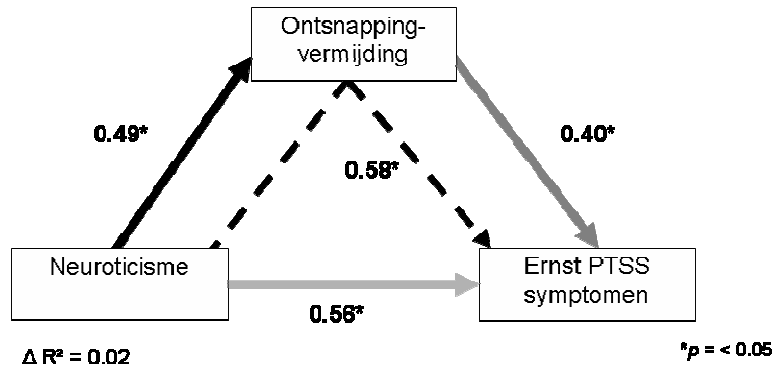 Ontsnapping-
vermijding
0.49*
0.40*
0.58*
Neuroticisme
Ernst PTSS
symptomen
0.56*
Δ R² = 0.02
*p = < 0.05